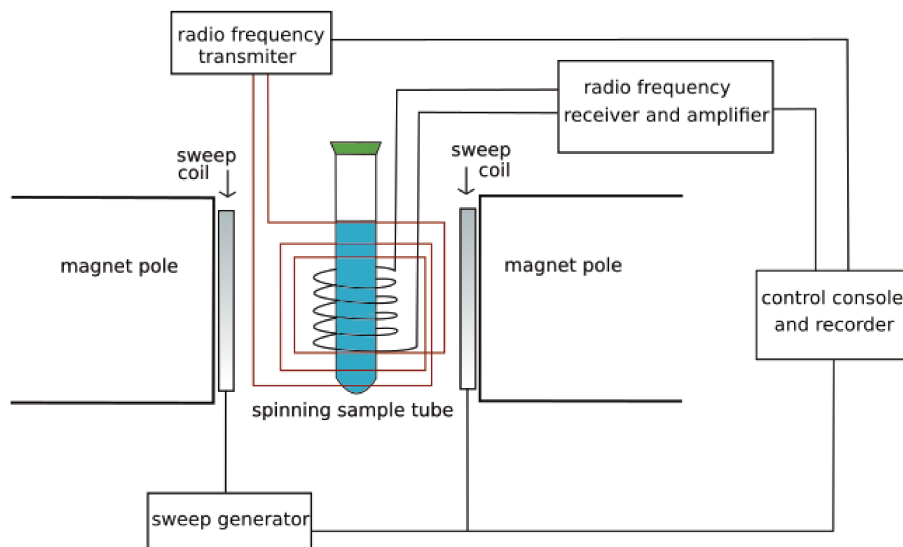 radio frequency
transmiter
radio frequency
receiver and amplifier
sweep
coil
sweep
coil
magnet pole
magnet pole
control console
and recorder
spinning sample tube
sweep generator